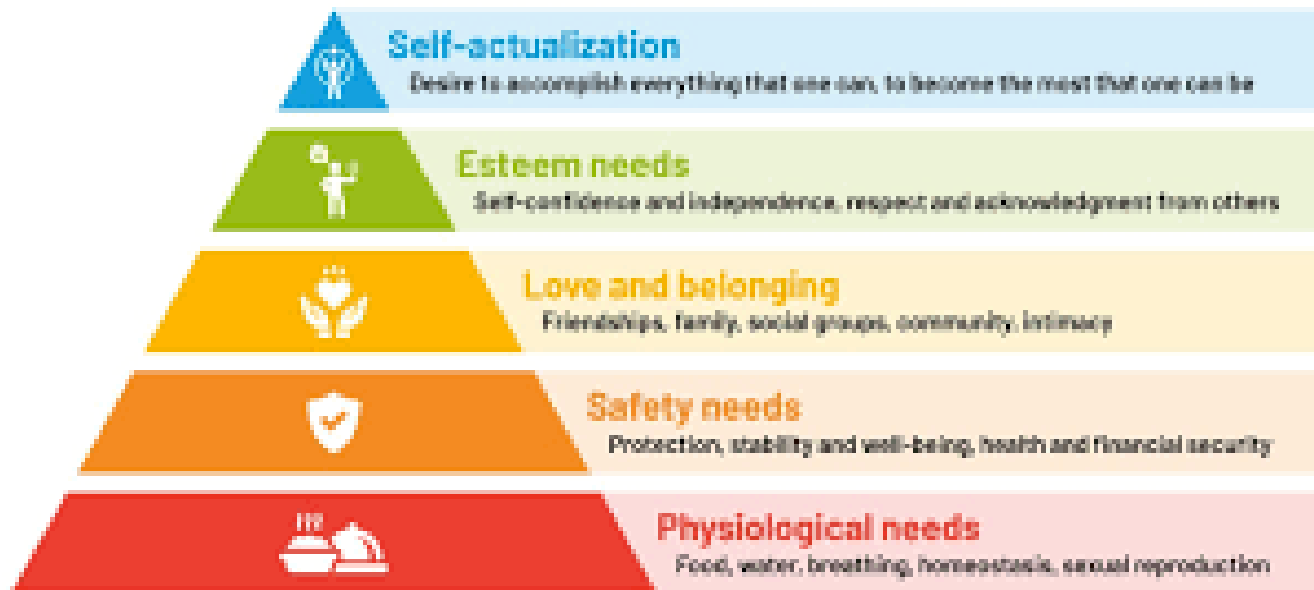 Self-actualization
Desire to accomplish everything that one can, to become the most that one can be
Esteem needs
Self-confidence and independence, respect and acknowledgment from others
Love and belonging
Friendships, family, social groups, community, intimacy
Safety needs
Protection, stability and well-being, health and financial security
Physiological needs
Food, water, breathing, homeostasis, sexual reproduction